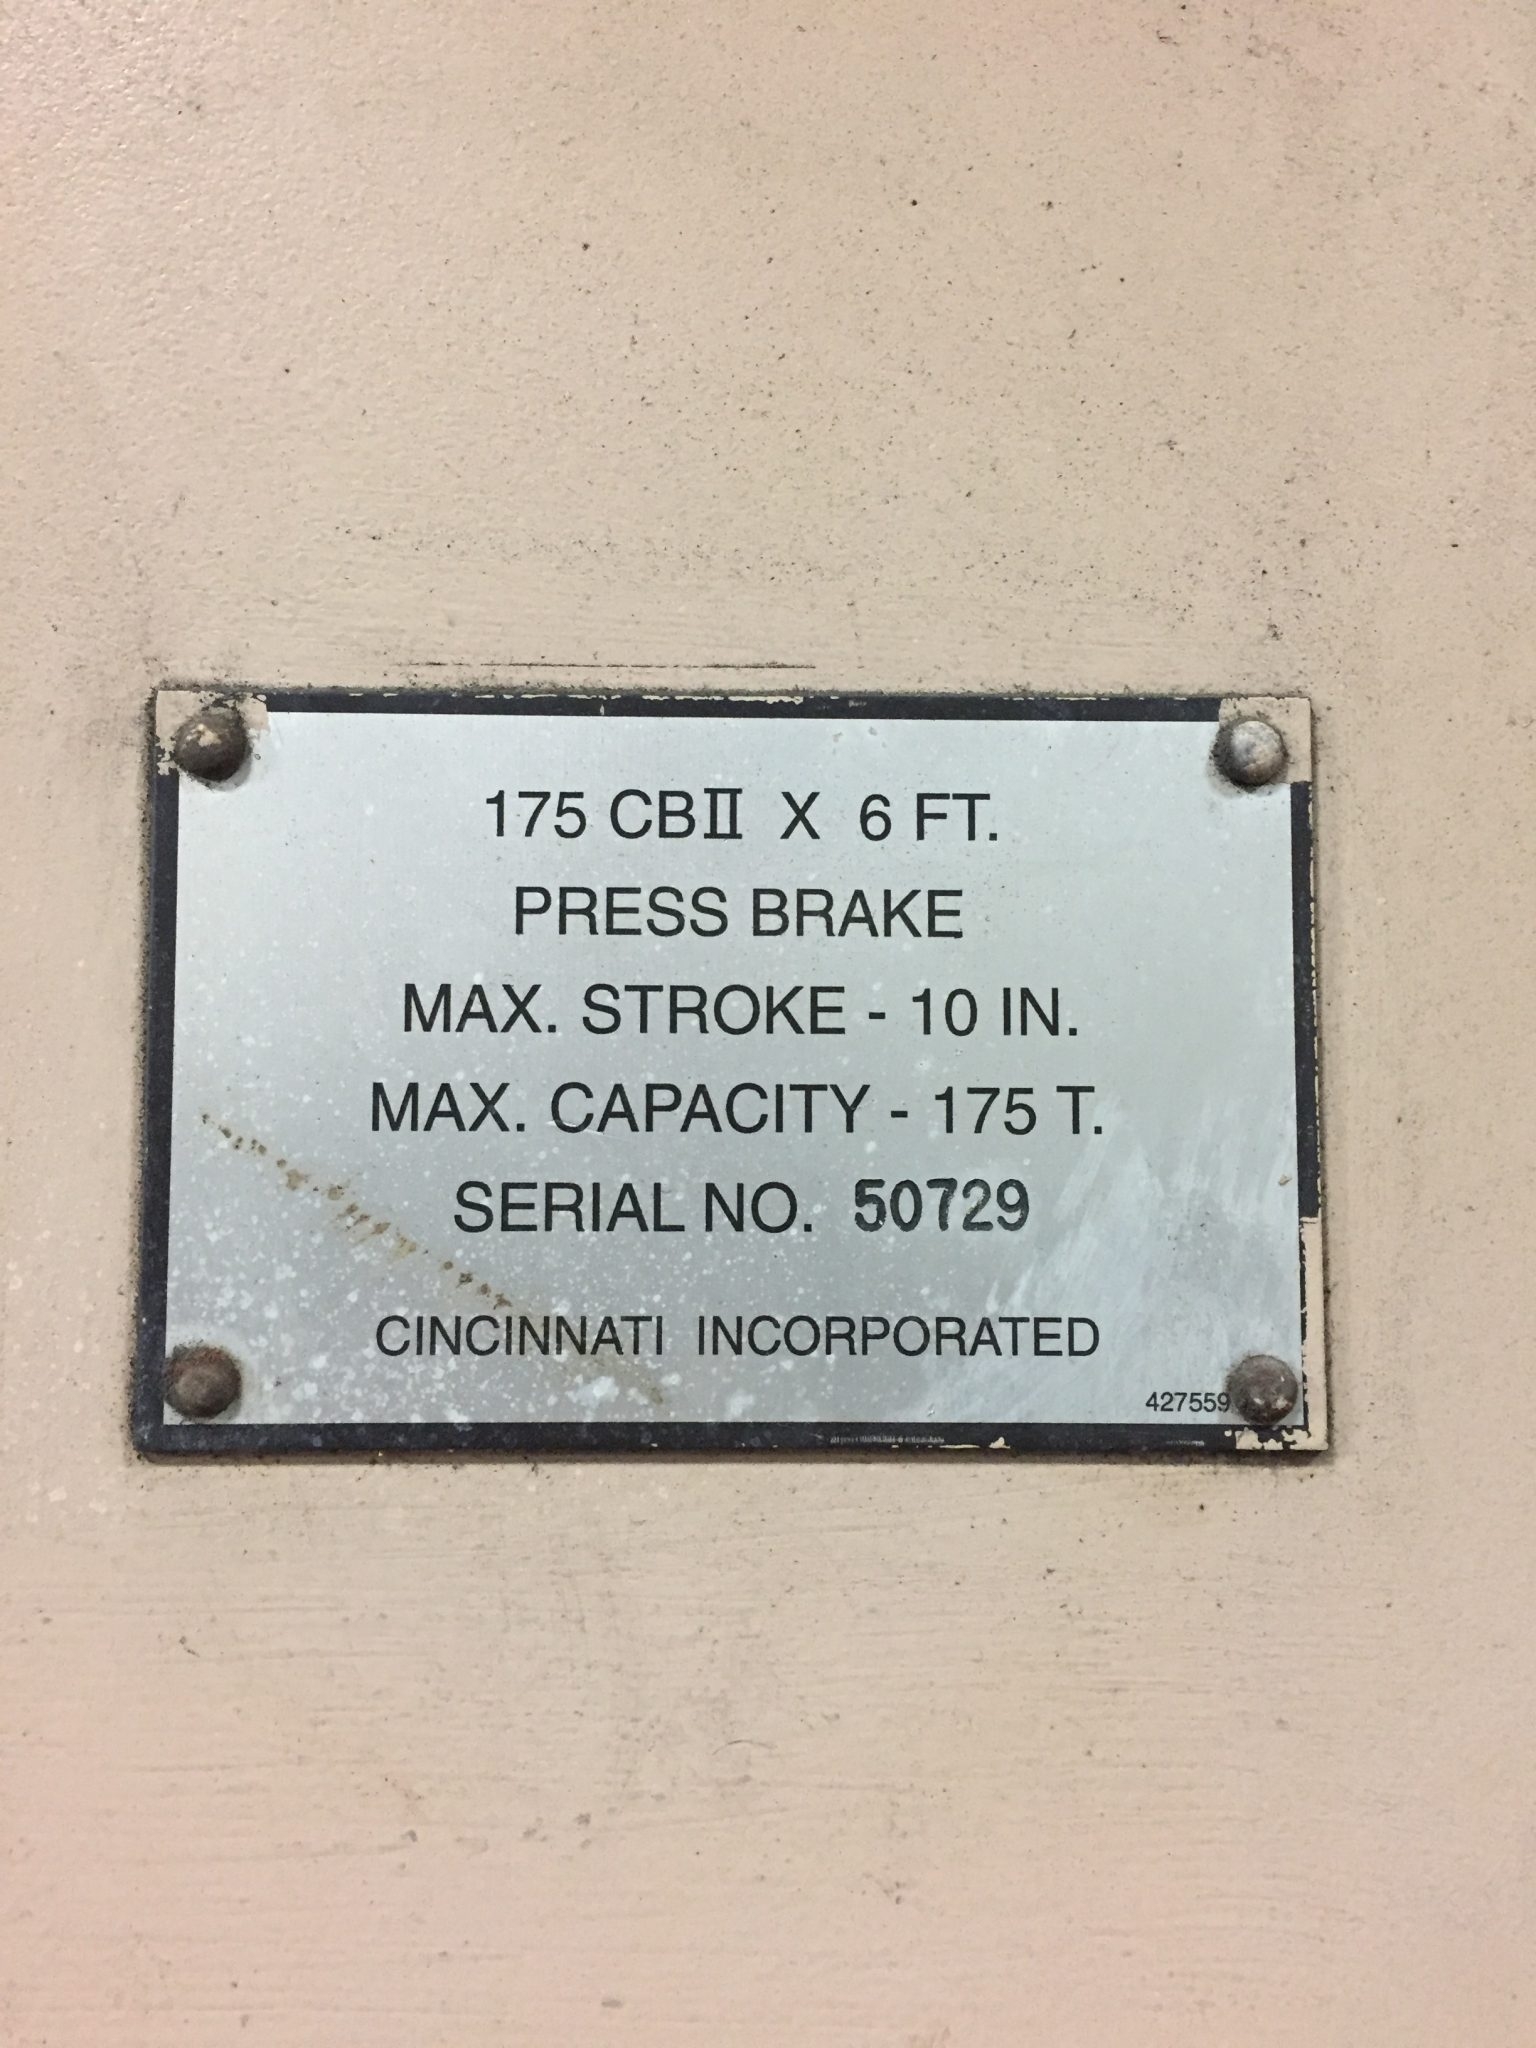 175 CBII X 6 FT.
PRESS BRAKE
MAX. STROKE - 10 IN.
MAX. CAPACITY - 175 T.
SERIAL NO. 50729
CINCINNATI INCORPORATED
427559